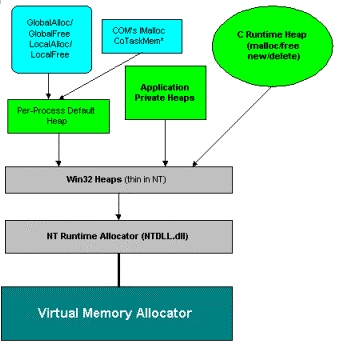 GlobalAlloc/
GlobalFree
LocalAlloc/
LocalFree
COM's IMalloc
CoTaskMem*
C Runtime Heap
(malloc/free
new/delete)
Per-Process Default
Heap
Application
Private Heaps
Win32 Heaps (thin in NT)
NT Runtime Allocator (NTDLL.dll)
Virtual Memory Allocator